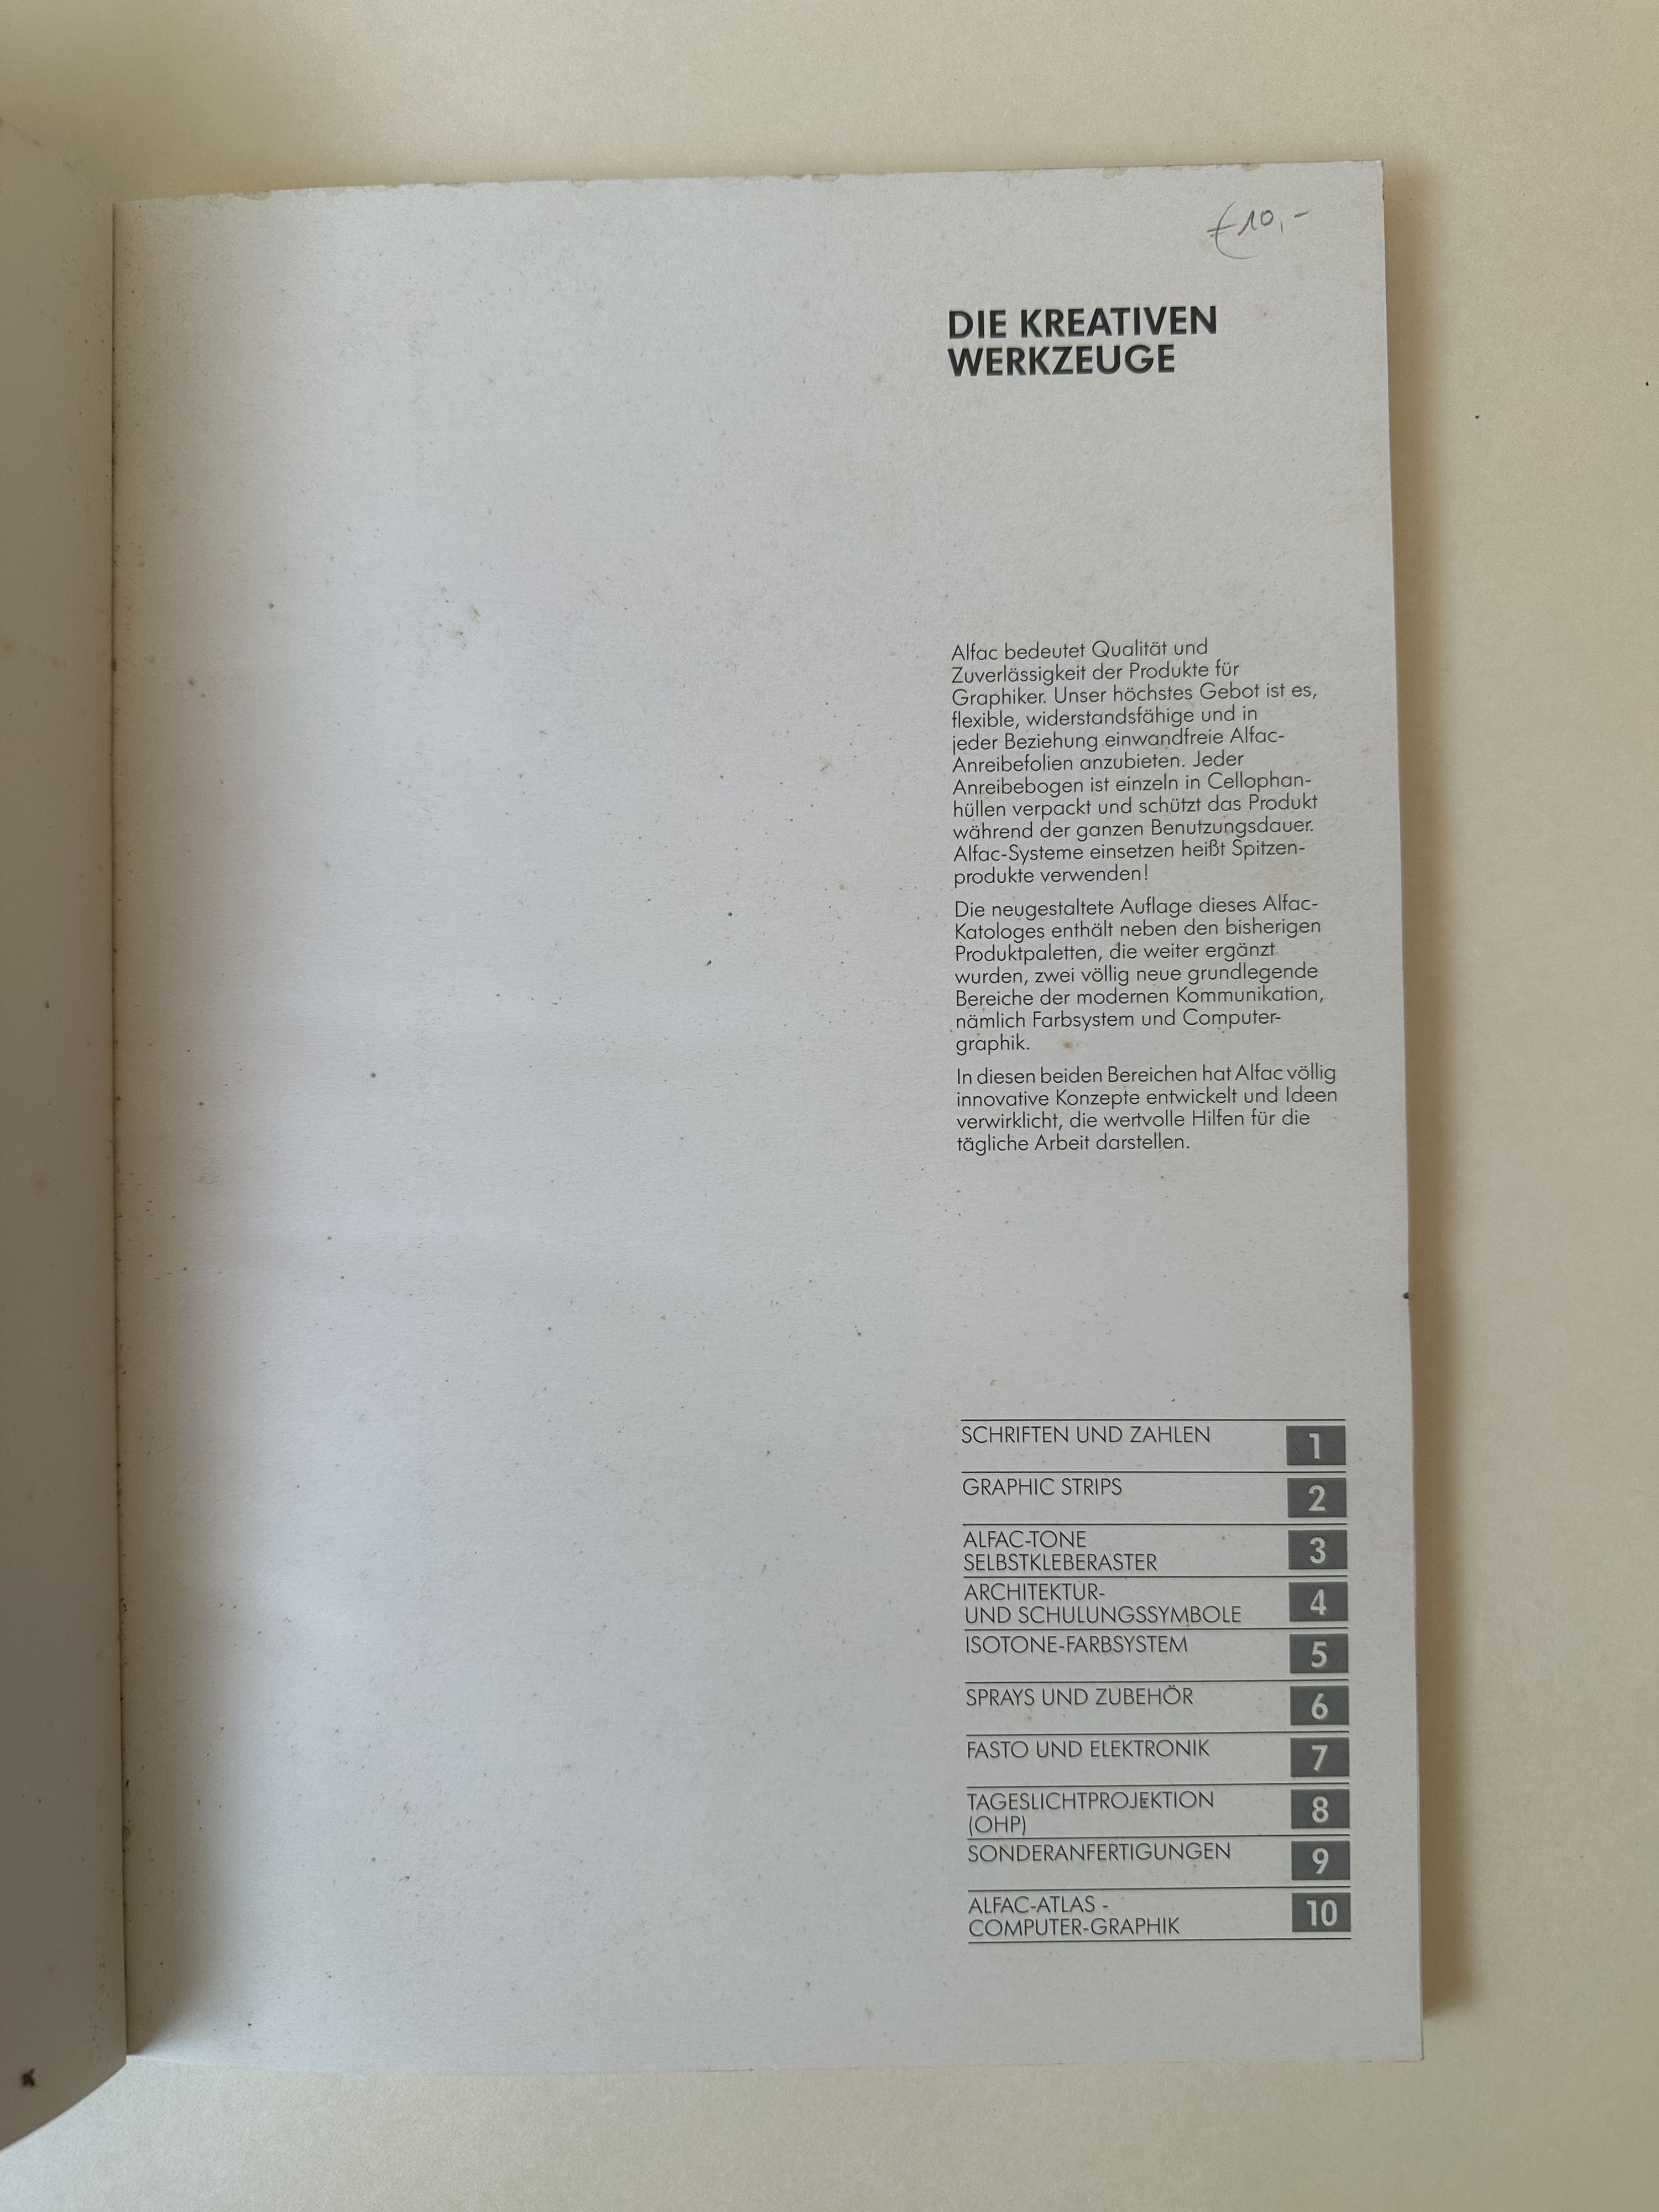 €10,-
DIE KREATIVEN
WERKZEUGE
Alfac bedeutet Qualität und
Zuverlässigkeit der Produkte für
Graphiker. Unser höchstes Gebot ist es,
flexible, widerstandsfähige und in
jeder Beziehung einwandfreie Alfac-
Anreibefolien anzubieten. Jeder
Anreibebogen ist einzeln in Cellophan-
hüllen verpackt und schützt das Produkt
während der ganzen Benutzungsdauer.
Alfac-Systeme einsetzen heißt Spitzen-
produkte verwenden!
Die neugestaltete Auflage dieses Alfac-
Katologes enthält neben den bisherigen
Produktpaletten, die weiter ergänzt
wurden, zwei völlig neue grundlegende
Bereiche der modernen Kommunikation,
nämlich Farbsystem und Computer-
graphik.
In diesen beiden Bereichen hat Alfac völlig
innovative Konzepte entwickelt und Ideen
verwirklicht, die wertvolle Hilfen für die
tägliche Arbeit darstellen.
SCHRIFTEN UND ZAHLEN 1
GRAPHIC STRIPS 2
ALFAC-TONE
SELBSTKLEBERASTER 3
ARCHITEKTUR-
UND SCHULUNGSSYMBOLE 4
ISOTONE-FARBSYSTEM 5
SPRAYS UND ZUBEHÖR 6
FASTO UND ELEKTRONIK 7
TAGESLICHTPROJEKTION
(OHP) 8
SONDERANFERTIGUNGEN 9
ALFAC-ATLAS -
COMPUTER-GRAPHIK 10